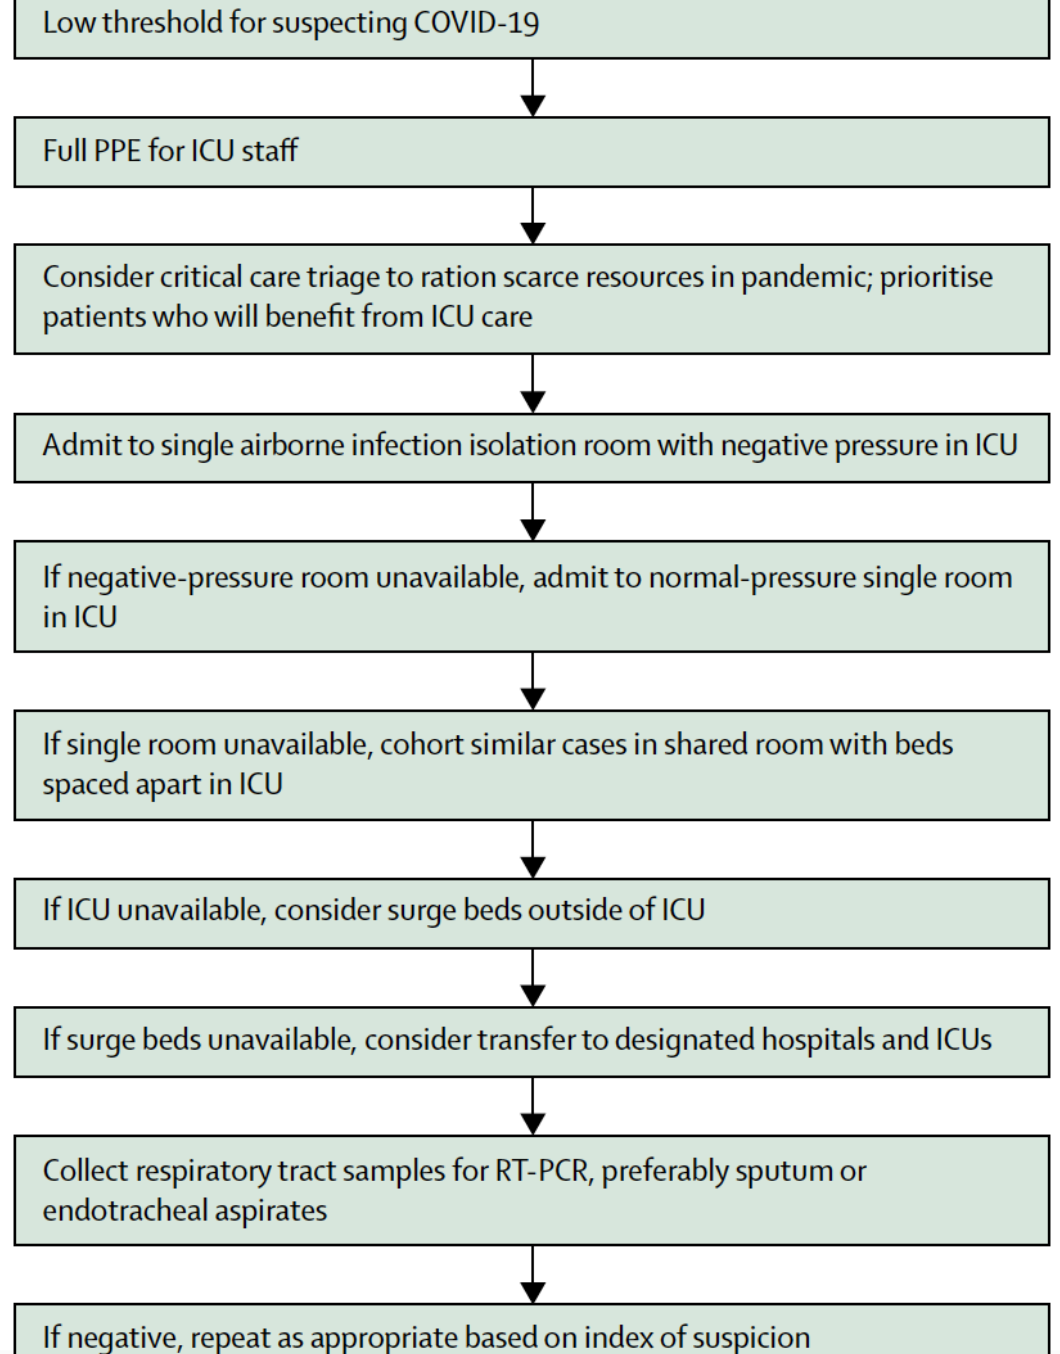 Low threshold for suspecting COVID-19
Full PPE for ICU staff
Consider critical care triage to ration scarce resources in pandemic; prioritise
patients who will benefit from ICU care
Admit to single airborne infection isolation room with negative pressure in ICU
If negative-pressure room unavailable, admit to normal-pressure single room
in ICU
If single room unavailable, cohort similar cases in shared room with beds
spaced apart in ICU
If ICU unavailable, consider surge beds outside of ICU
If surge beds unavailable, consider transfer to designated hospitals and ICUs
Collect respiratory tract samples for RT-PCR, preferably sputum or
endotracheal aspirates
If negative, repeat as appropriate based on index of suspicion